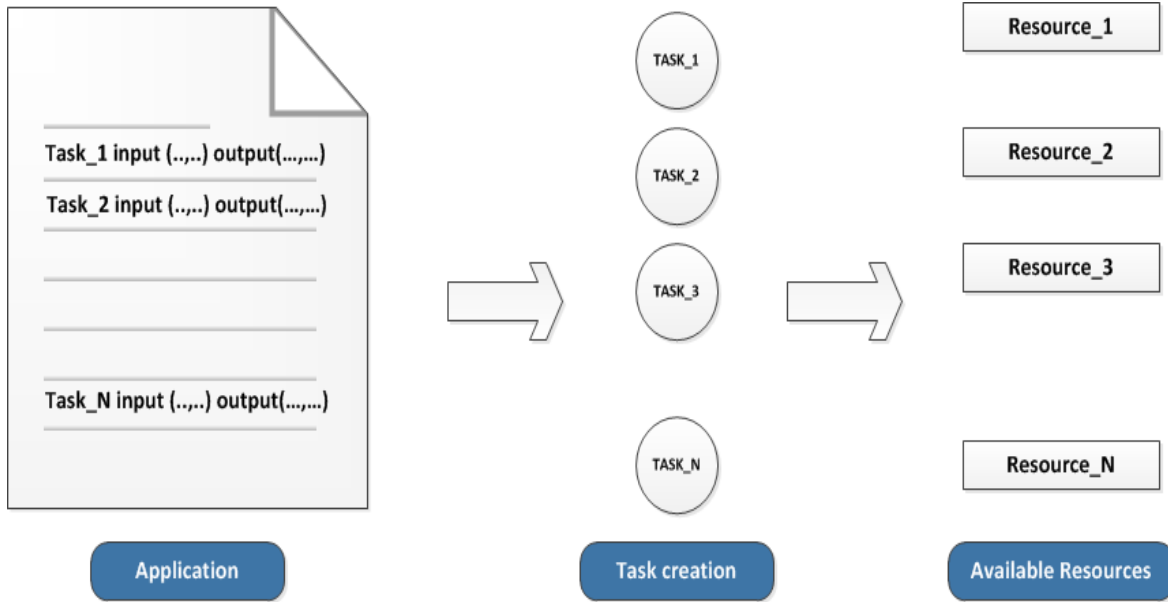 Task_1 input (..,..) output(...,...)
Task_2 input (..,..) output(...,...)
Task_N input (..,..) output(...,...)
Application
TASK_1
TASK_2
TASK_3
TASK_N
Task creation
Resource_1
Resource_2
Resource_3
Resource_N
Available Resources